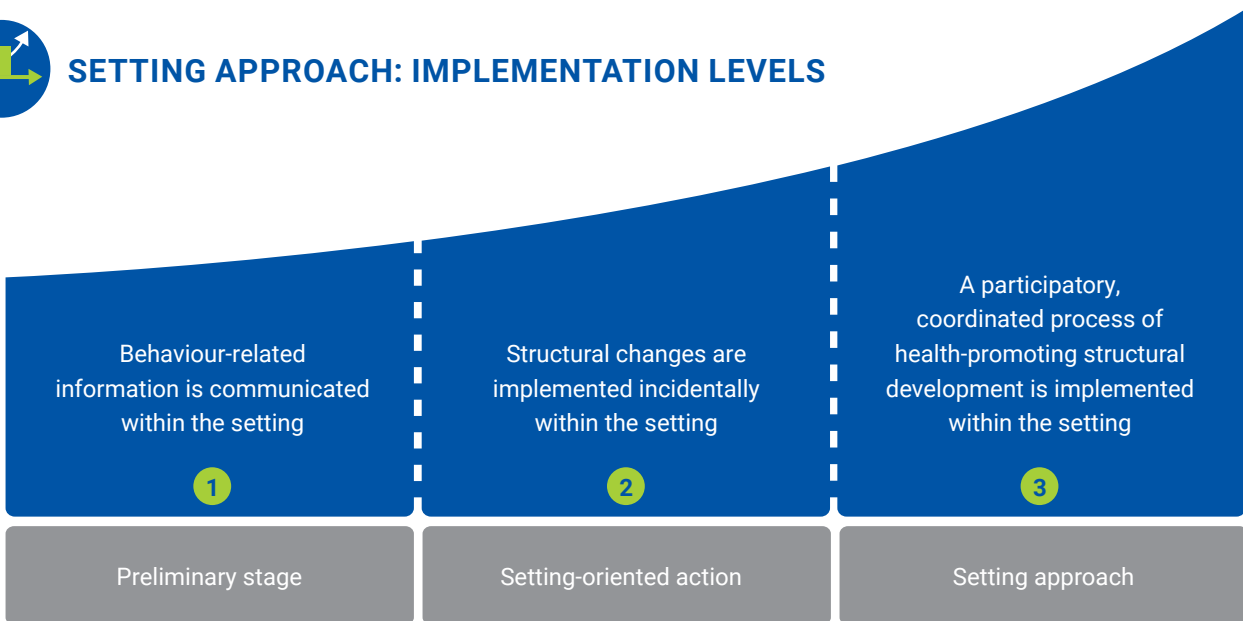 SETTING APPROACH: IMPLEMENTATION LEVELS
Behaviour-related
information is communicated
within the setting
1
Preliminary stage
Structural changes are
implemented incidentally
within the setting
2
Setting-oriented action
A participatory,
coordinated process of
health-promoting structural
development is implemented
within the setting
3
Setting approach